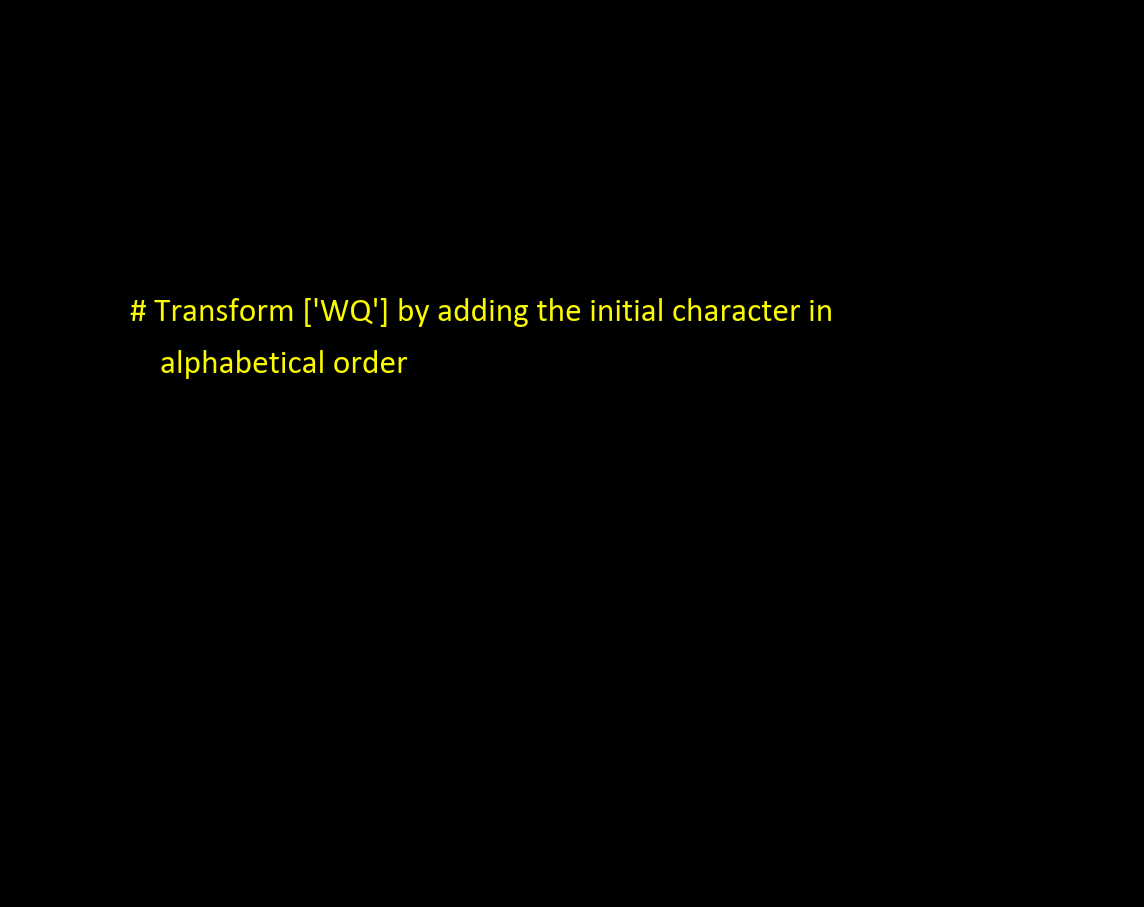 # Transform ['WQ'] by adding the initial character in
alphabetical order